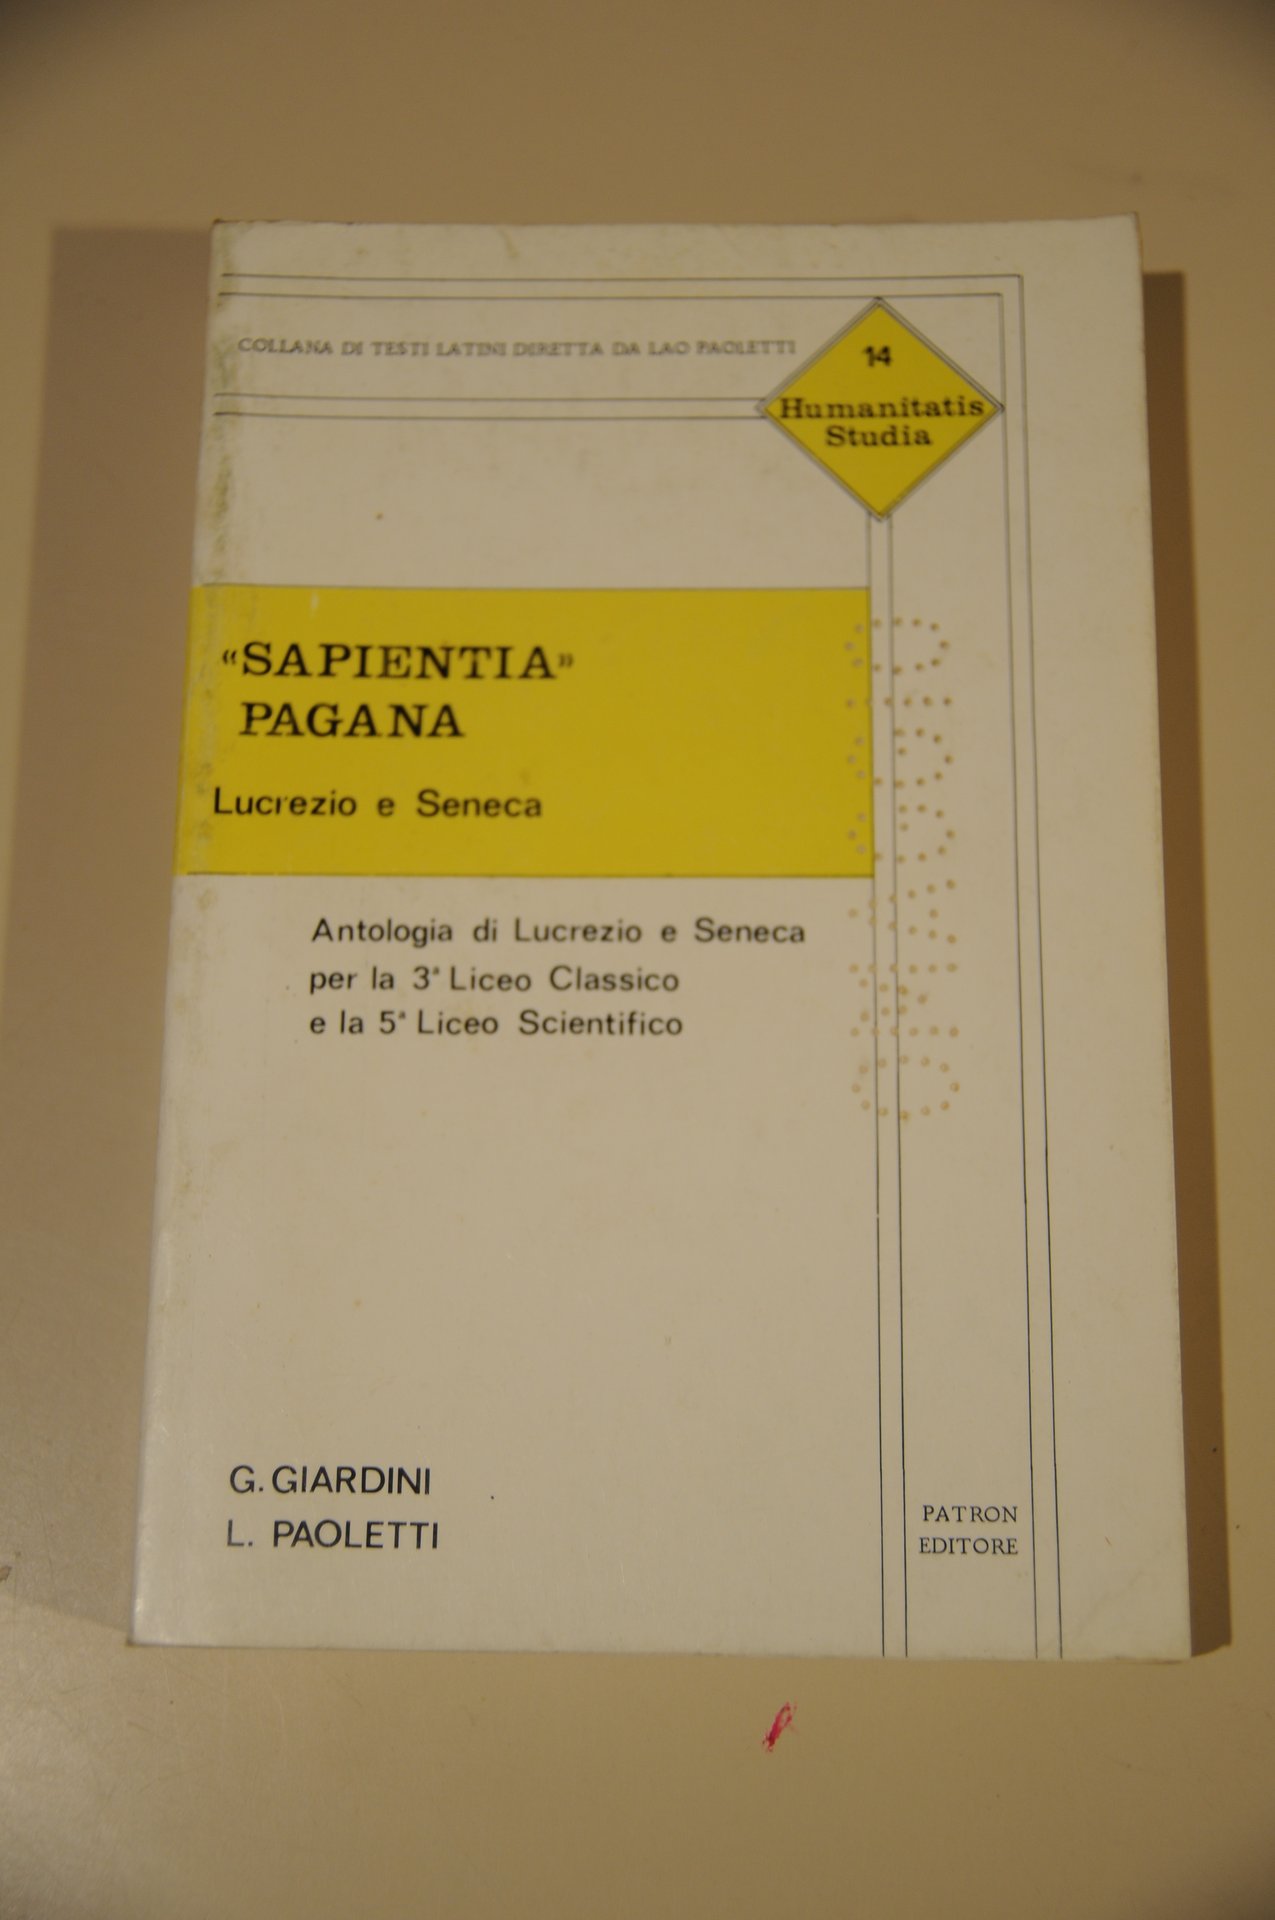 COLLANA DI TESTI LATINI DIRETTA DA LAO PAOLETTI
14
Humanitatis
Studia
«SAPIENTIA»
PAGANA
Lucrezio e Seneca
Antologia di Lucrezio e Seneca
per la 3ª Liceo Classico
e la 5ª Liceo Scientifico
G. GIARDINI
L. PAOLETTI
PATRON
EDITORE